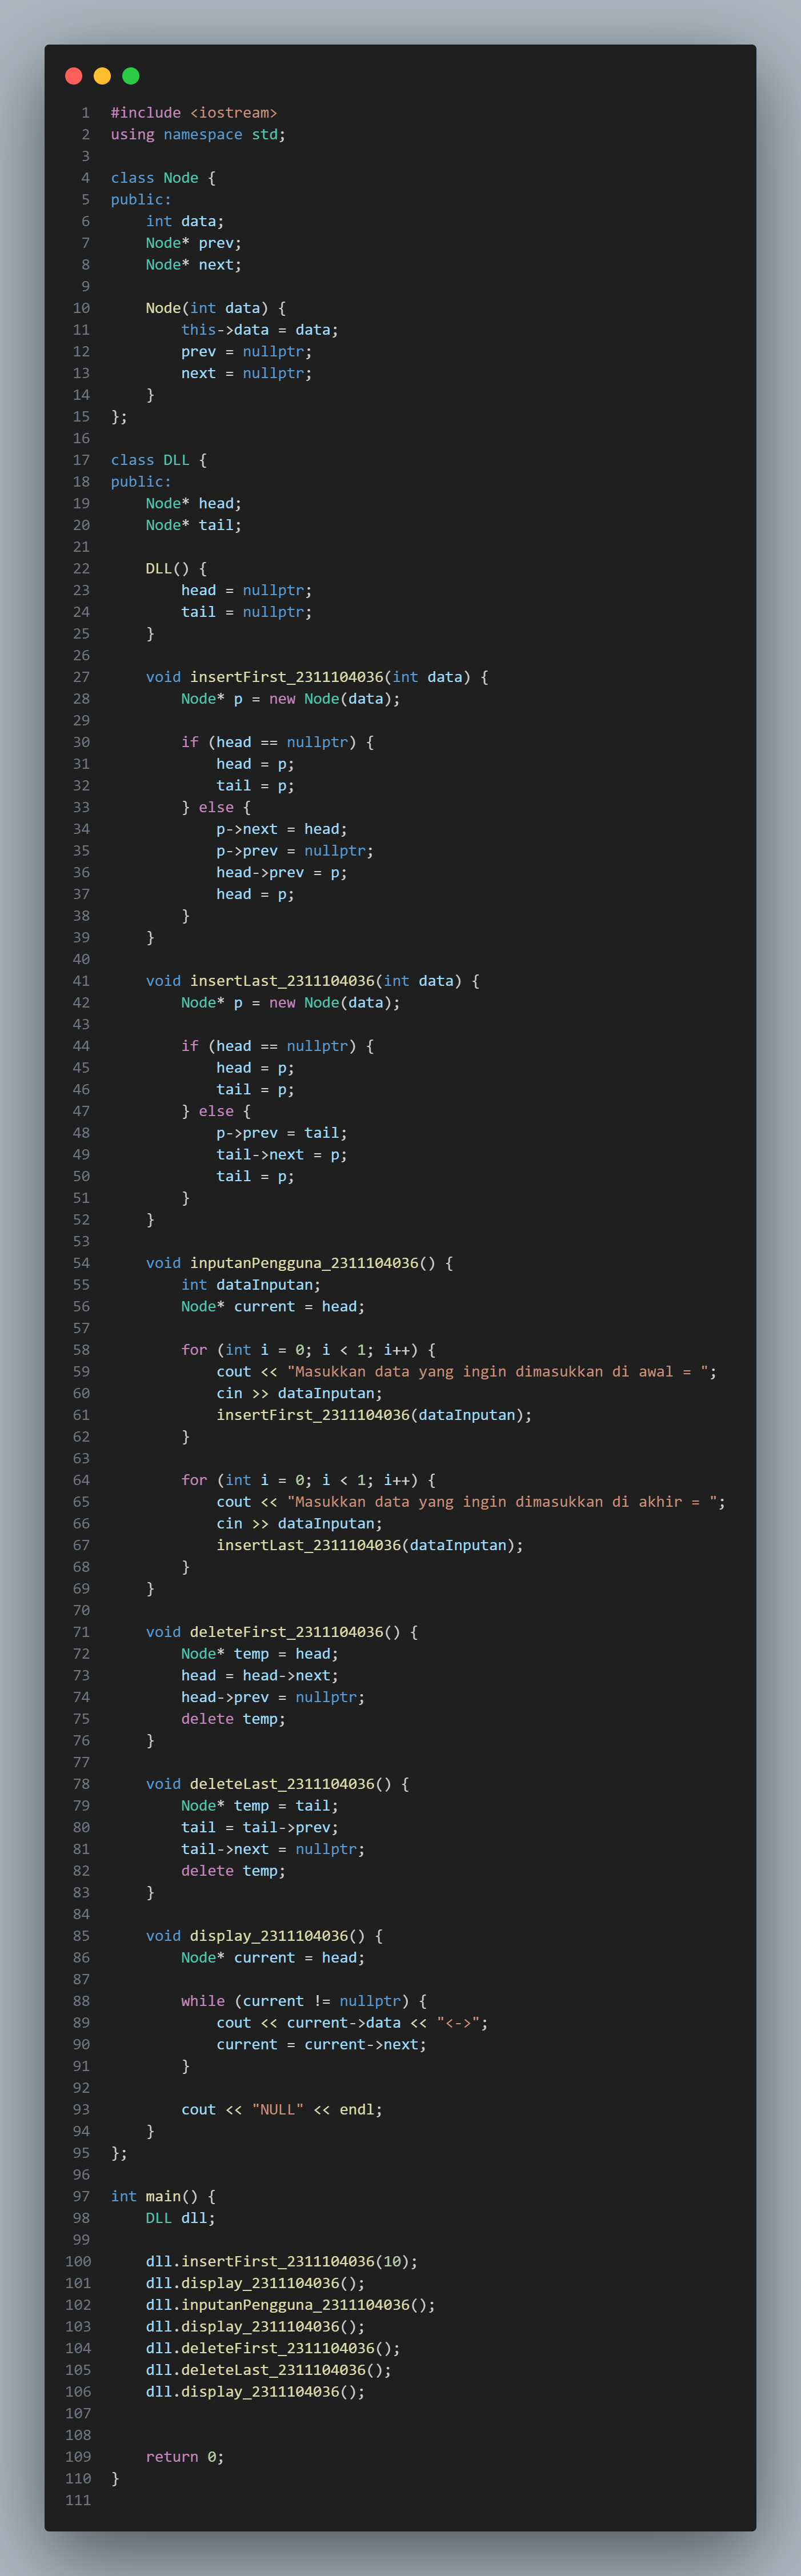 1 #include <iostream>
2 using namespace std;
3
4 class Node {
5 public:
6     int data;
7     Node* prev;
8     Node* next;
9
10     Node(int data) {
11         this->data = data;
12         prev = nullptr;
13         next = nullptr;
14     }
15 };
16
17 class DLL {
18 public:
19     Node* head;
20     Node* tail;
21
22     DLL() {
23         head = nullptr;
24         tail = nullptr;
25     }
26
27     void insertFirst_2311104036(int data) {
28         Node* p = new Node(data);
29
30         if (head == nullptr) {
31             head = p;
32             tail = p;
33         } else {
34             p->next = head;
35             p->prev = nullptr;
36             head->prev = p;
37             head = p;
38         }
39     }
40
41     void insertLast_2311104036(int data) {
42         Node* p = new Node(data);
43
44         if (head == nullptr) {
45             head = p;
46             tail = p;
47         } else {
48             p->prev = tail;
49             tail->next = p;
50             tail = p;
51         }
52     }
53
54     void inputanPengguna_2311104036() {
55         int dataInputan;
56         Node* current = head;
57
58         for (int i = 0; i < 1; i++) {
59             cout << "Masukkan data yang ingin dimasukkan di awal = ";
60             cin >> dataInputan;
61             insertFirst_2311104036(dataInputan);
62         }
63
64         for (int i = 0; i < 1; i++) {
65             cout << "Masukkan data yang ingin dimasukkan di akhir = ";
66             cin >> dataInputan;
67             insertLast_2311104036(dataInputan);
68         }
69     }
70
71     void deleteFirst_2311104036() {
72         Node* temp = head;
73         head = head->next;
74         head->prev = nullptr;
75         delete temp;
76     }
77
78     void deleteLast_2311104036() {
79         Node* temp = tail;
80         tail = tail->prev;
81         tail->next = nullptr;
82         delete temp;
83     }
84
85     void display_2311104036() {
86         Node* current = head;
87
88         while (current != nullptr) {
89             cout << current->data << "<->";
90             current = current->next;
91         }
92
93         cout << "NULL" << endl;
94     }
95 };
96
97 int main() {
98     DLL dll;
99
100     dll.insertFirst_2311104036(10);
101     dll.display_2311104036();
102     dll.inputanPengguna_2311104036();
103     dll.display_2311104036();
104     dll.deleteFirst_2311104036();
105     dll.deleteLast_2311104036();
106     dll.display_2311104036();
107
108
109     return 0;
110 }
111